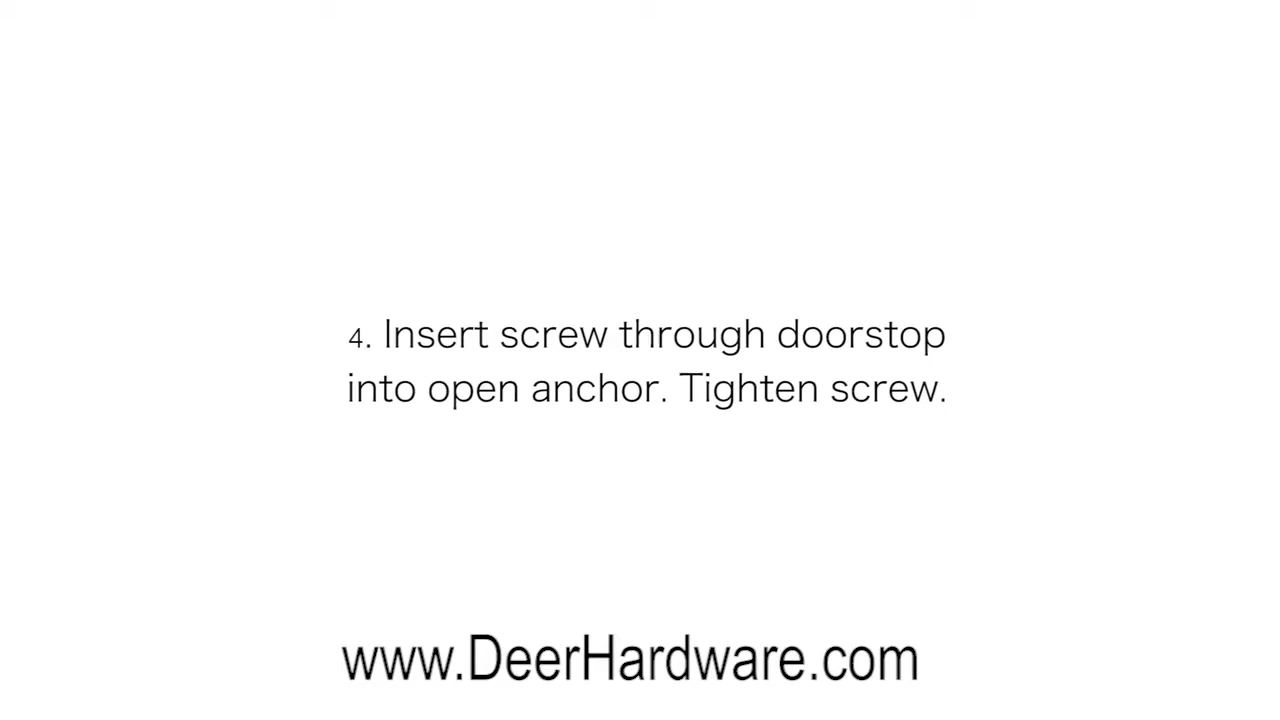 4. Insert screw through doorstop
into open anchor. Tighten screw.
www.DeerHardware.com